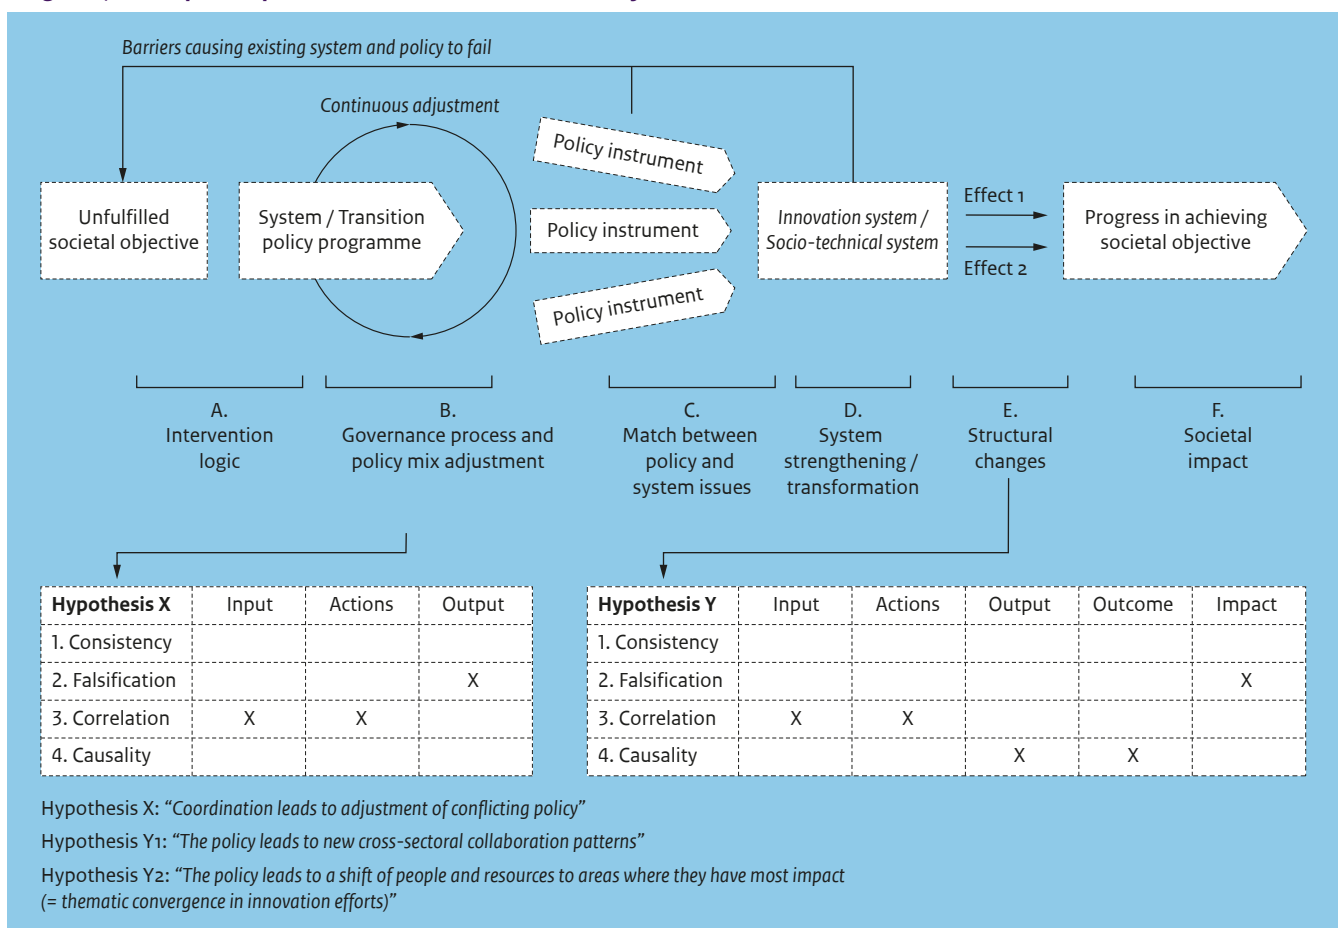 Barriers causing existing system and policy to fail
Continuous adjustment
Unfulfilled
societal objective
System / Transition
policy programme
Policy instrument
Policy instrument
Policy instrument
Innovation system /
Socio-technical system
Effect 1
Effect 2
Progress in achieving
societal objective
A.
Intervention
logic
B.
Governance process and
policy mix adjustment
C.
Match between
policy and
system issues
D.
System
strengthening /
transformation
E.
Structural
changes
F.
Societal
impact
Hypothesis X Input Actions Output
1. Consistency
2. Falsification X
3. Correlation X X
4. Causality
Hypothesis Y Input Actions Output Outcome Impact
1. Consistency
2. Falsification X
3. Correlation X X
4. Causality X X
Hypothesis X: “Coordination leads to adjustment of conflicting policy”
Hypothesis Y1: “The policy leads to new cross-sectoral collaboration patterns”
Hypothesis Y2: “The policy leads to a shift of people and resources to areas where they have most impact
(= thematic convergence in innovation efforts)”